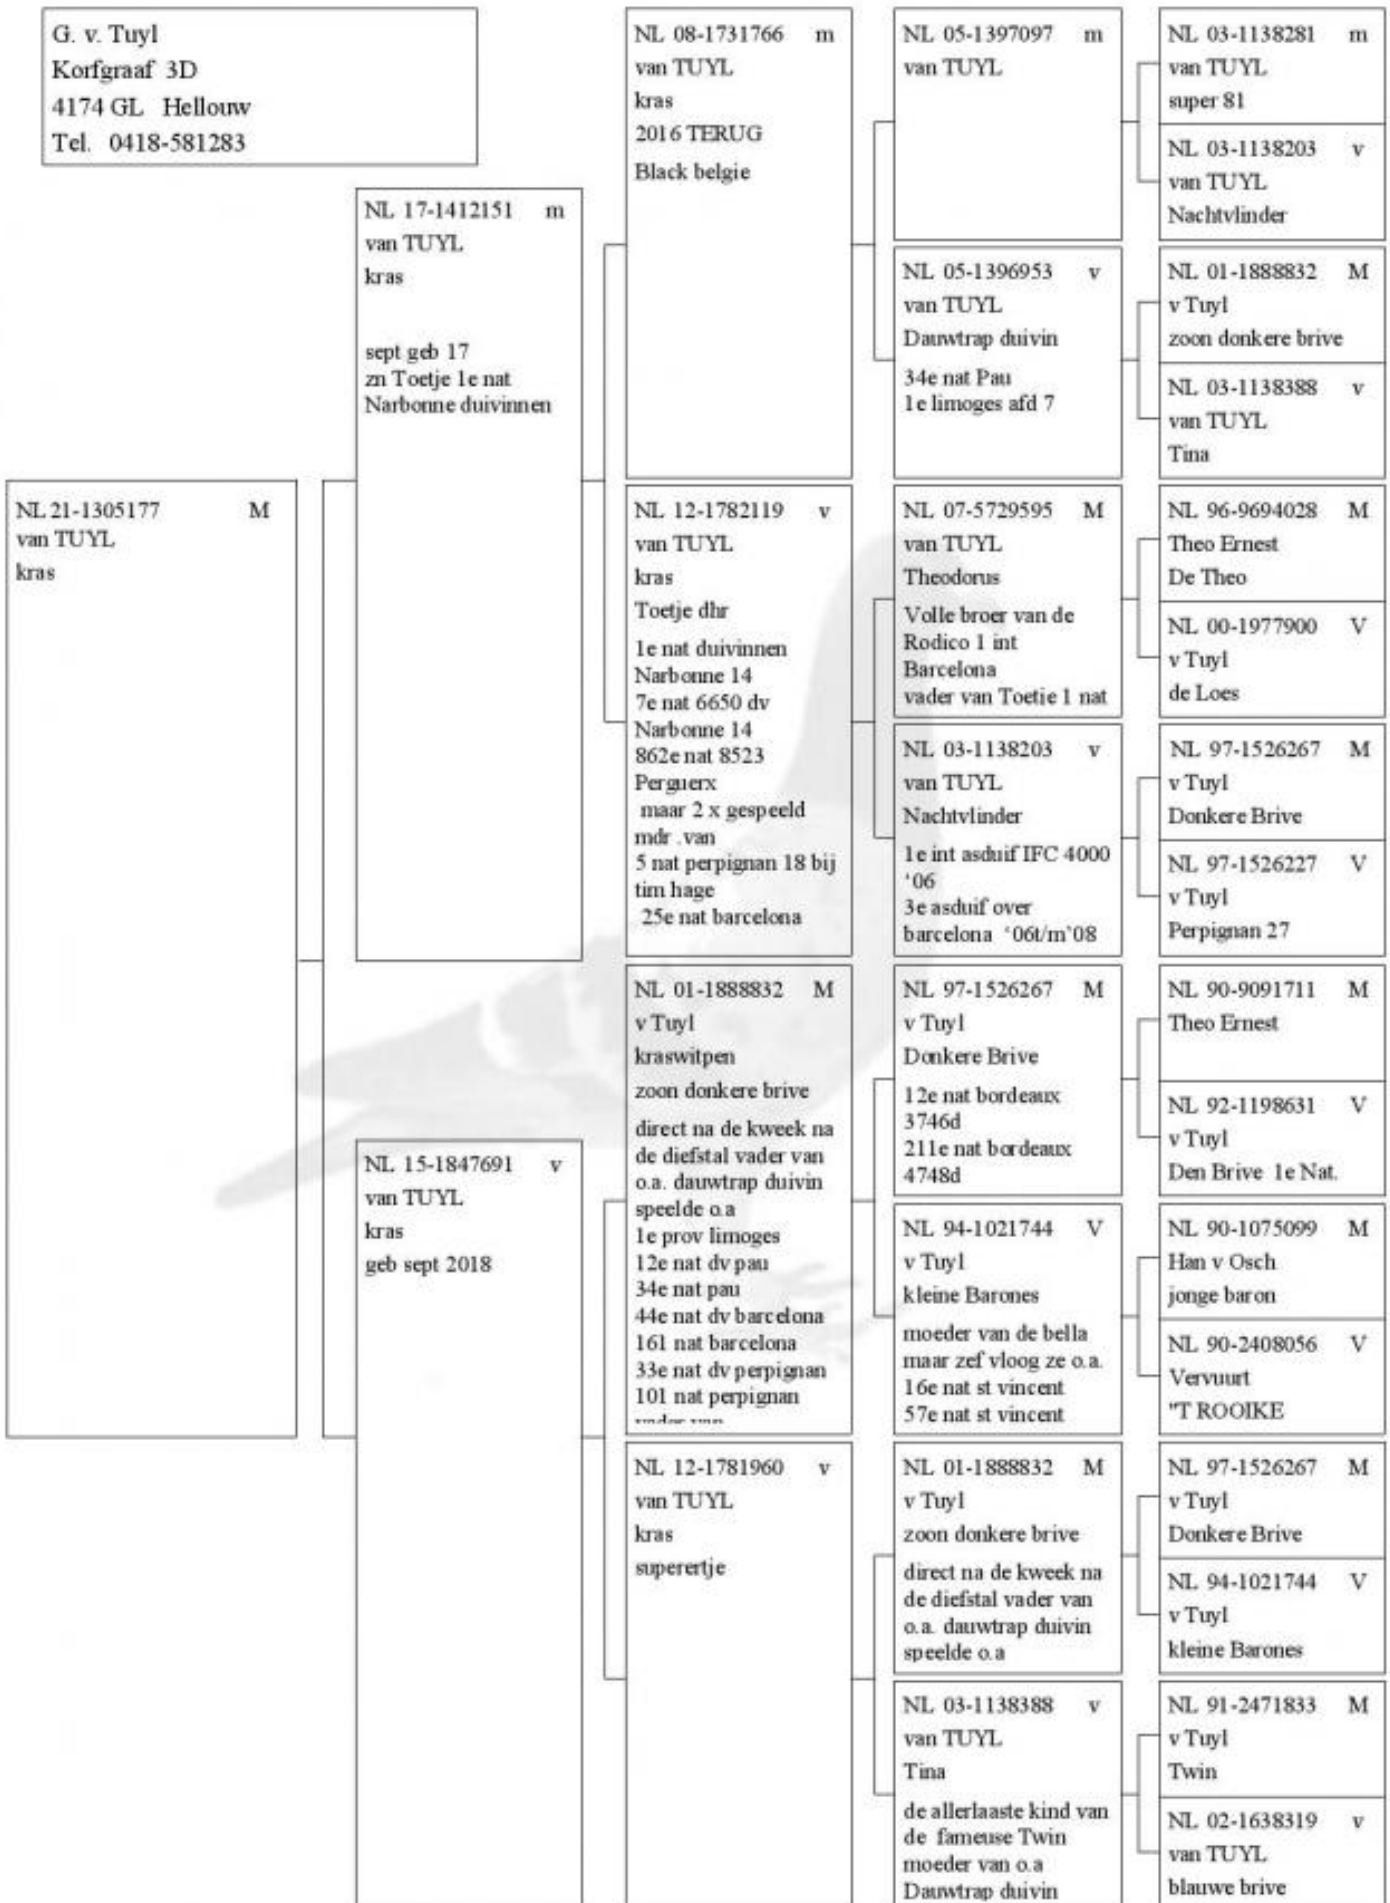 G. v. Tuyl
Korfgraaf 3D
4174 GL Hellouw
Tel. 0418-581283
NL 21-1305177 M
van TUYL
kras
NL 17-1412151 m
van TUYL
kras
sept geb 17
zn Toetje 1e nat
Narbonne duivinnen
NL 15-1847691 v
van TUYL
kras
geb sept 2018
NL 08-1731766 m
van TUYL
kras
2016 TERUG
Black belgie
NL 12-1782119 v
van TUYL
kras
Toetje dhr
1e nat duivinnen
Narbonne 14
7e nat 6650 dv
Narbonne 14
862e nat 8523
Perguerx
maar 2 x gespeeld
mdr .van
5 nat perpignan 18 bij
tim hage
25e nat barcelona
NL 01-1888832 M
v Tuyl
kraswitpen
zoon donkere brive
direct na de kweek na
de diefstal vader van
o.a. dauwtrap duivin
speelde o.a
1e prov limoges
12e nat dv pau
34e nat pau
44e nat dv barcelona
161 nat barcelona
33e nat dv perpignan
101 nat perpignan
vader van
NL 12-1781960 v
van TUYL
kras
superertje
NL 05-1397097 m
van TUYL
NL 05-1396953 v
van TUYL
Dauwtrap duivin
34e nat Pau
1e limoges afd 7
NL 07-5729595 M
van TUYL
Theodorus
Volle broer van de
Rodico 1 int
Barcelona
vader van Toetie 1 nat
NL 03-1138203 v
van TUYL
Nachtvlinder
1e int asduif IFC 4000
‘06
3e asduif over
barcelona ‘06t/m‘08
NL 97-1526267 M
v Tuyl
Donkere Brive
12e nat bordeaux
3746d
211e nat bordeaux
4748d
NL 94-1021744 V
v Tuyl
kleine Barones
moeder van de bella
maar zef vloog ze o.a.
16e nat st vincent
57e nat st vincent
NL 01-1888832 M
v Tuyl
zoon donkere brive
direct na de kweek na
de diefstal vader van
o.a. dauwtrap duivin
speelde o.a
NL 03-1138388 v
van TUYL
Tina
de allerlaaste kind van
de fameuse Twin
moeder van o.a
Dauwtrap duivin
NL 03-1138281 m
van TUYL
super 81
NL 03-1138203 v
van TUYL
Nachtvlinder
NL 01-1888832 M
v Tuyl
zoon donkere brive
NL 03-1138388 v
van TUYL
Tina
NL 96-9694028 M
Theo Ernest
De Theo
NL 00-1977900 V
v Tuyl
de Loes
NL 97-1526267 M
v Tuyl
Donkere Brive
NL 97-1526227 V
v Tuyl
Perpignan 27
NL 90-9091711 M
Theo Ernest
NL 92-1198631 V
v Tuyl
Den Brive 1e Nat.
NL 90-1075099 M
Han v Osch
jonge baron
NL 90-2408056 V
Vervuurt
"T ROOIKE
NL 97-1526267 M
v Tuyl
Donkere Brive
NL 94-1021744 V
v Tuyl
kleine Barones
NL 91-2471833 M
v Tuyl
Twin
NL 02-1638319 v
van TUYL
blauwe brive